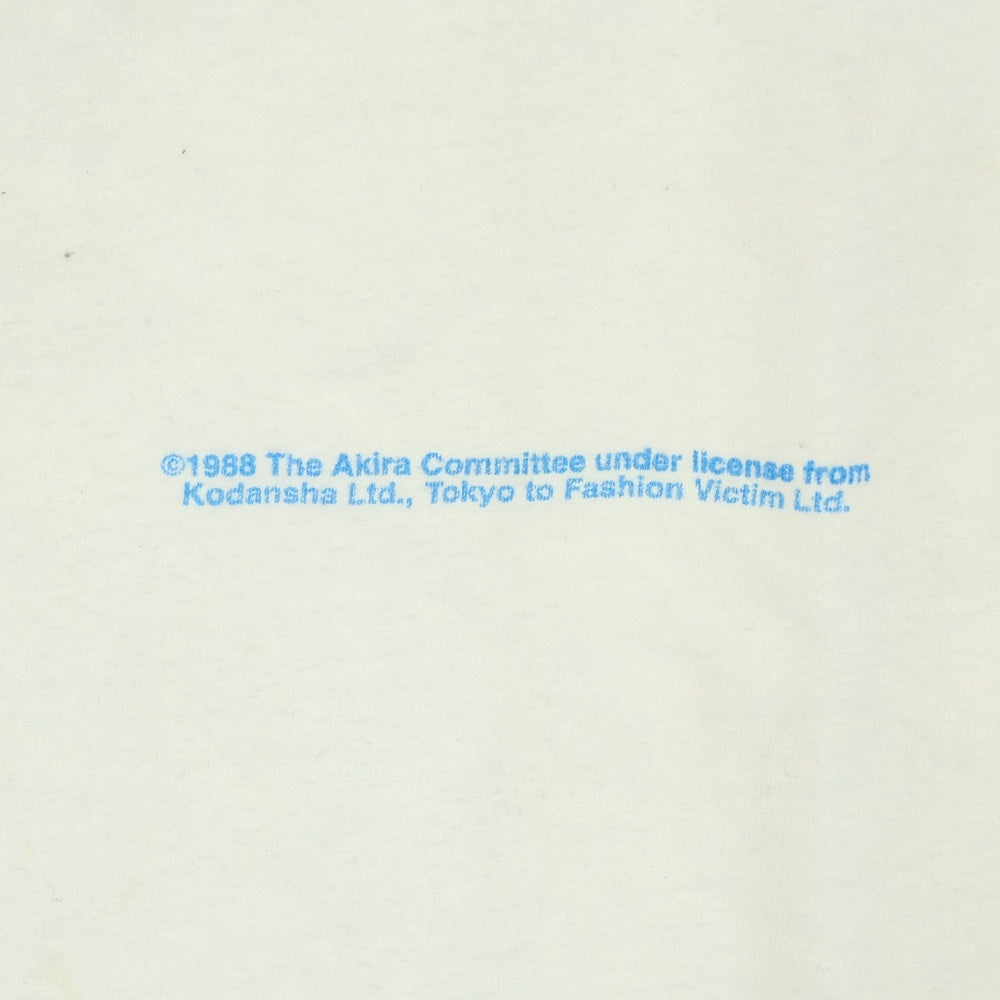 ©1988 The Akira Committee under license from
Kodansha Ltd., Tokyo to Fashion Victim Ltd.